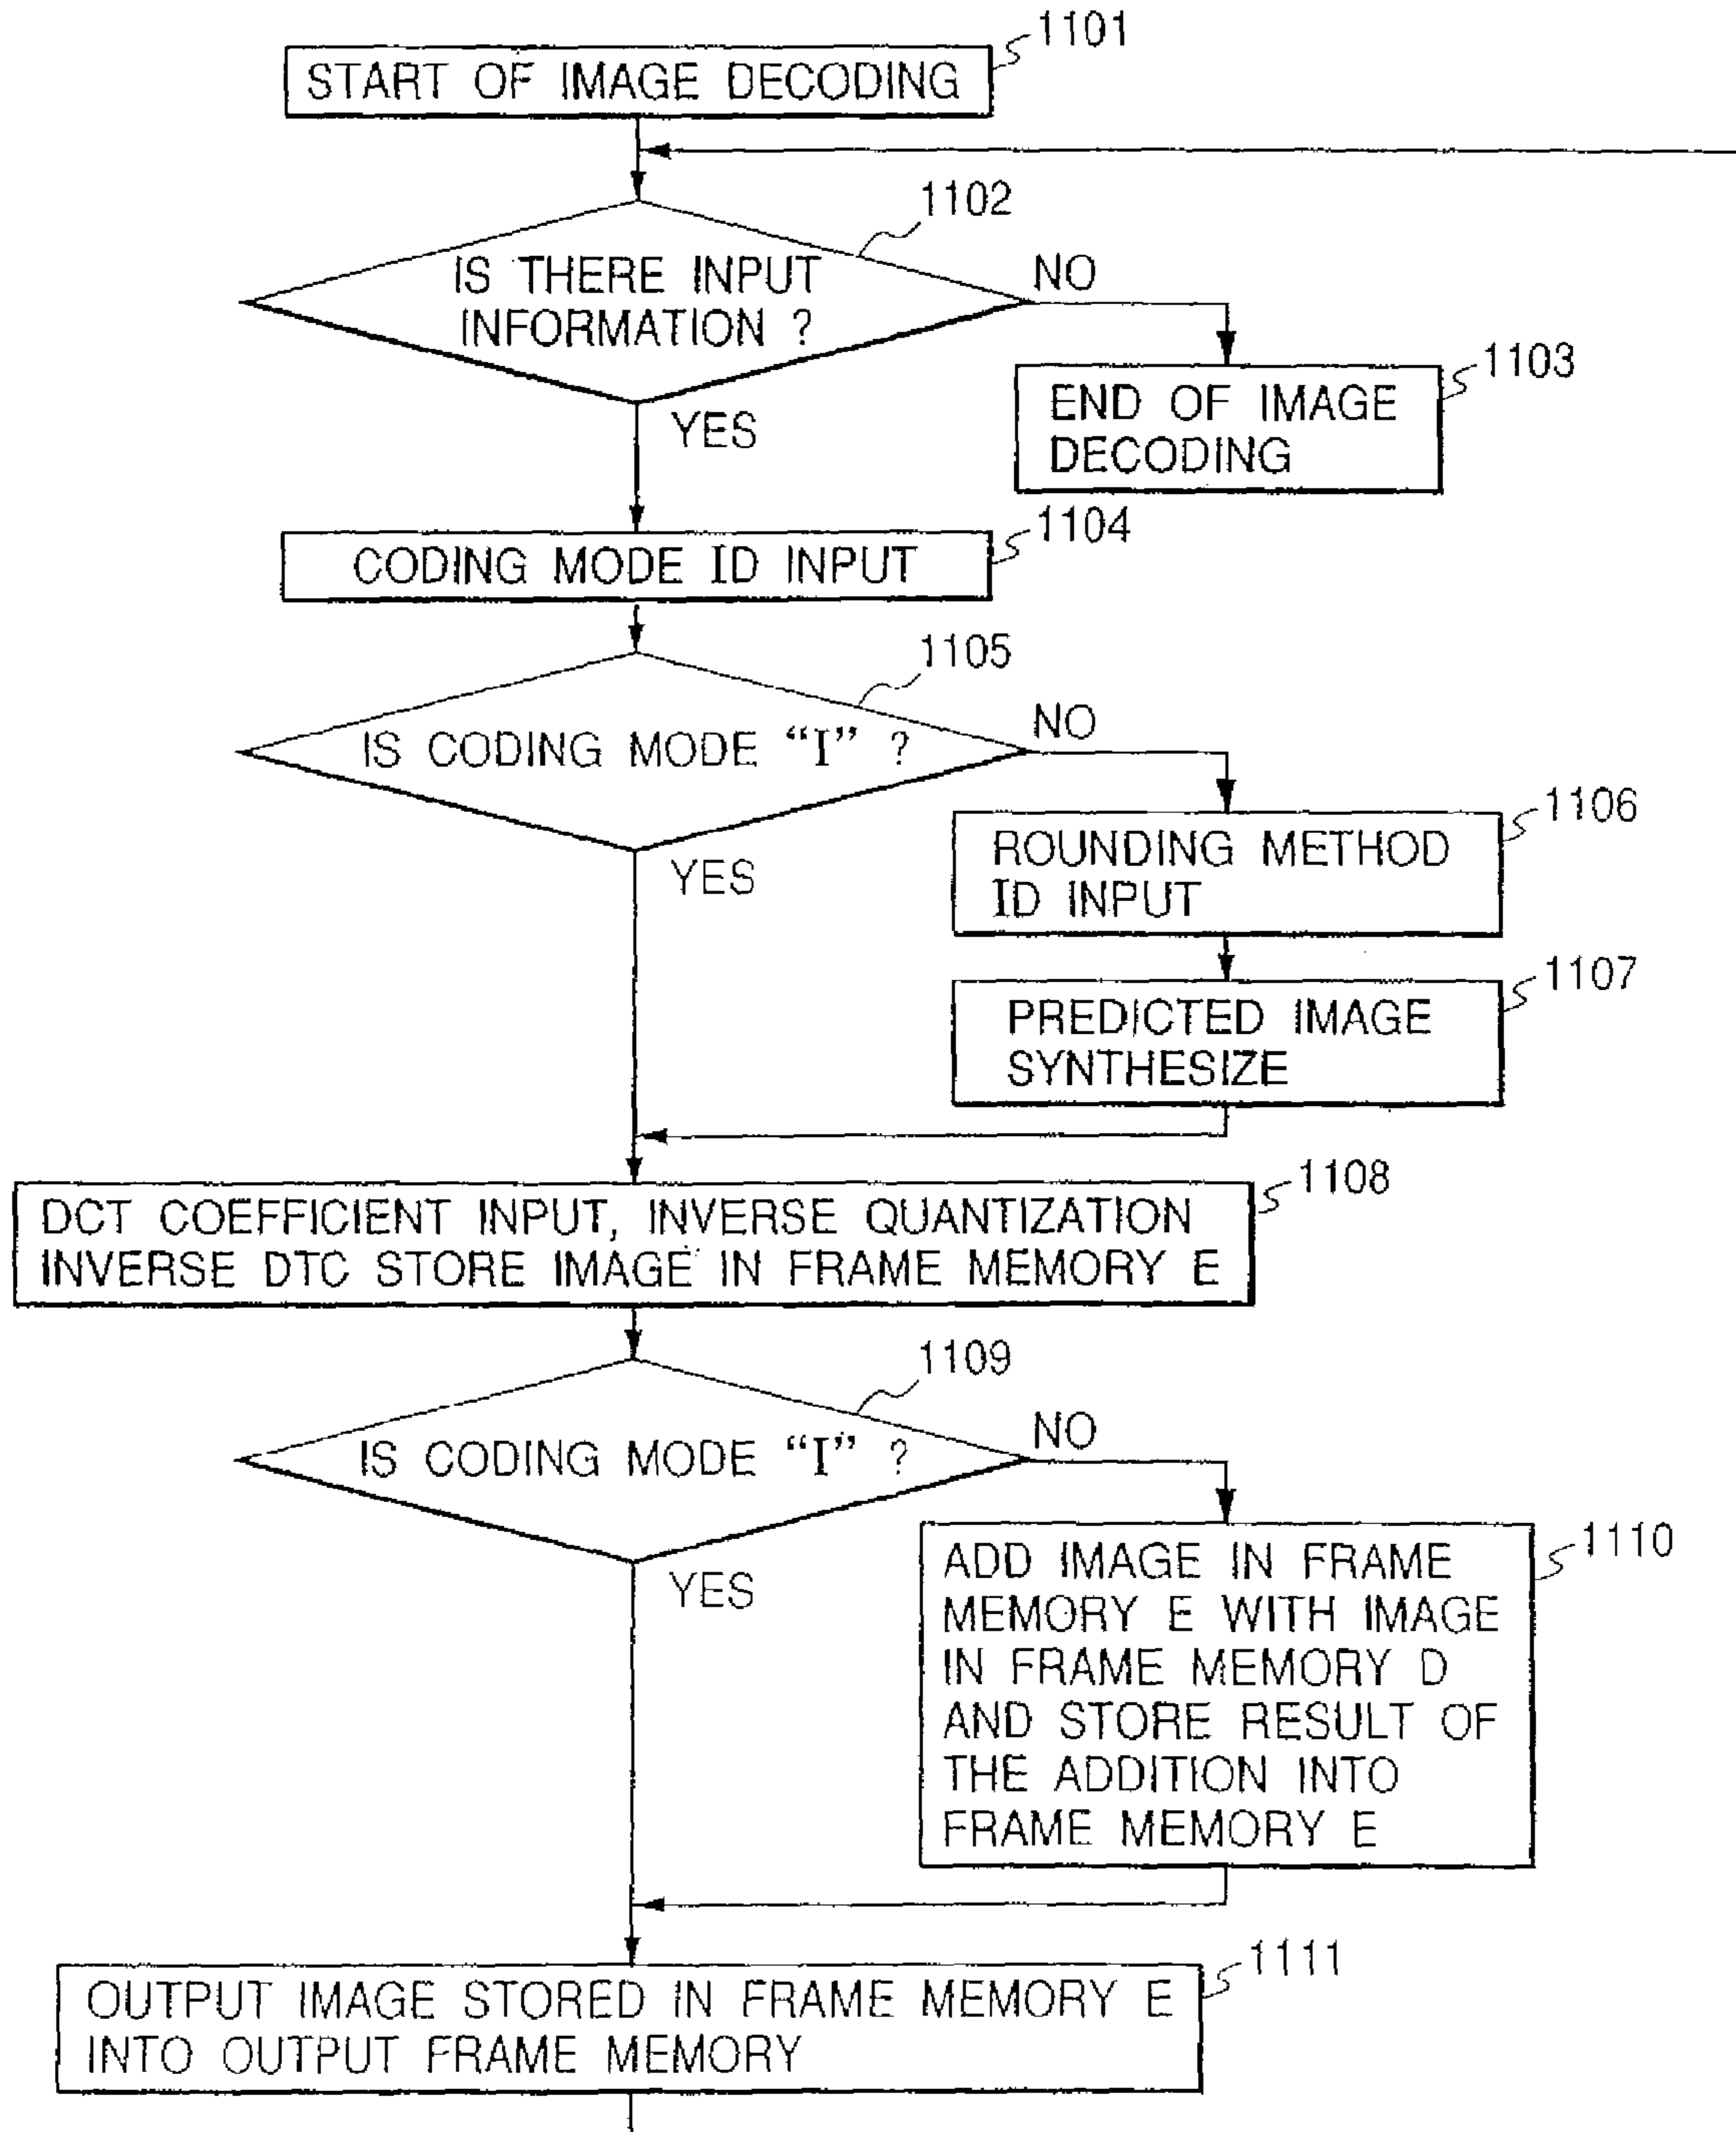 1101
START OF IMAGE DECODING
1102
IS THERE INPUT
INFORMATION ?
NO
YES
1103
END OF IMAGE
DECODING
1104
CODING MODE ID INPUT
1105
IS CODING MODE “I” ?
NO
YES
1106
ROUNDING METHOD
ID INPUT
1107
PREDICTED IMAGE
SYNTHESIZE
1108
DCT COEFFICIENT INPUT, INVERSE QUANTIZATION
INVERSE DTC STORE IMAGE IN FRAME MEMORY E
1109
IS CODING MODE “I” ?
NO
YES
1110
ADD IMAGE IN FRAME
MEMORY E WITH IMAGE
IN FRAME MEMORY D
AND STORE RESULT OF
THE ADDITION INTO
FRAME MEMORY E
1111
OUTPUT IMAGE STORED IN FRAME MEMORY E
INTO OUTPUT FRAME MEMORY